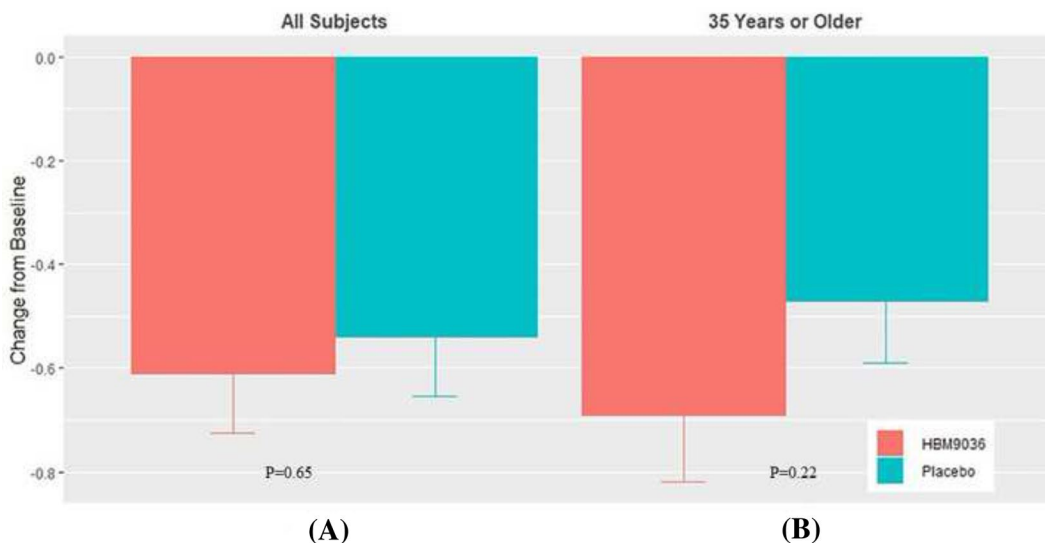 All Subjects
35 Years or Older
Change from Baseline
0.0
-0.2
-0.4
-0.6
-0.8
P=0.65
P=0.22
HBM9036
Placebo
(A)
(B)